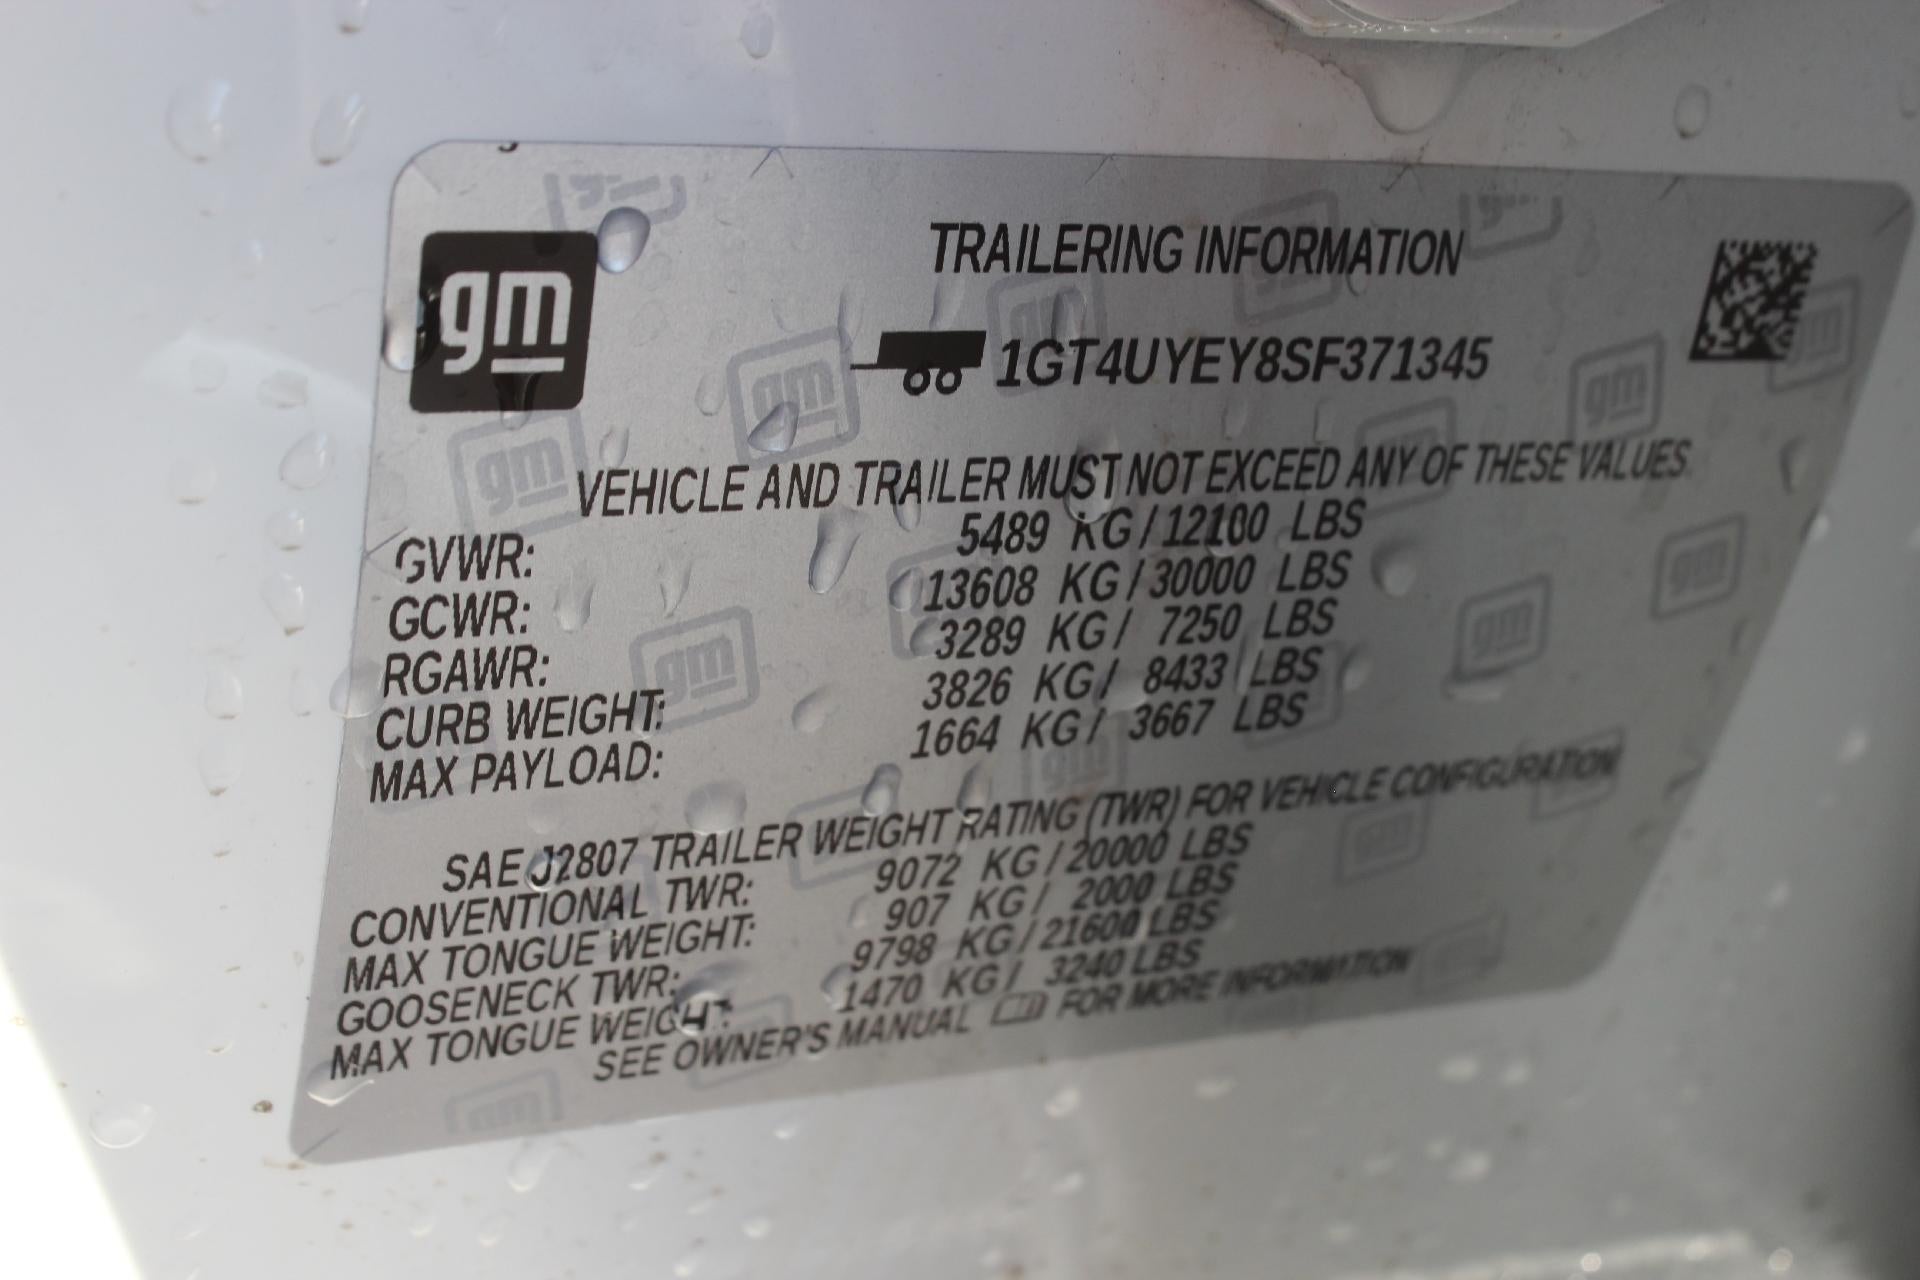 gm
TRAILERING INFORMATION
1GT4UYEY8SF371345
VEHICLE AND TRAILER MUST NOT EXCEED ANY OF THESE VALUES
GVWR: 5489 KG/12100 LBS
GCWR: 13608 KG/30000 LBS
RGAWR: 3289 KG/ 7250 LBS
CURB WEIGHT: 3826 KG/ 8433 LBS
MAX PAYLOAD: 1664 KG/ 3667 LBS
SAE J2807 TRAILER WEIGHT RATING (TWR) FOR VEHICLE CONFIGURATION
CONVENTIONAL TWR: 9072 KG/20000 LBS
MAX TONGUE WEIGHT: 907 KG/ 2000 LBS
GOOSENECK TWR: 9798 KG/21600 LBS
MAX TONGUE WEIGHT: 1470 KG/ 3240 LBS
SEE OWNER'S MANUAL FOR MORE INFORMATION